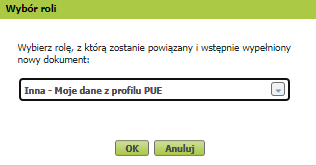 Wybór roli
Wybierz rolę, z którą zostanie powiązany i wstępnie wypełniony
nowy dokument:
Inna - Moje dane z profilu PUE
OK Anuluj